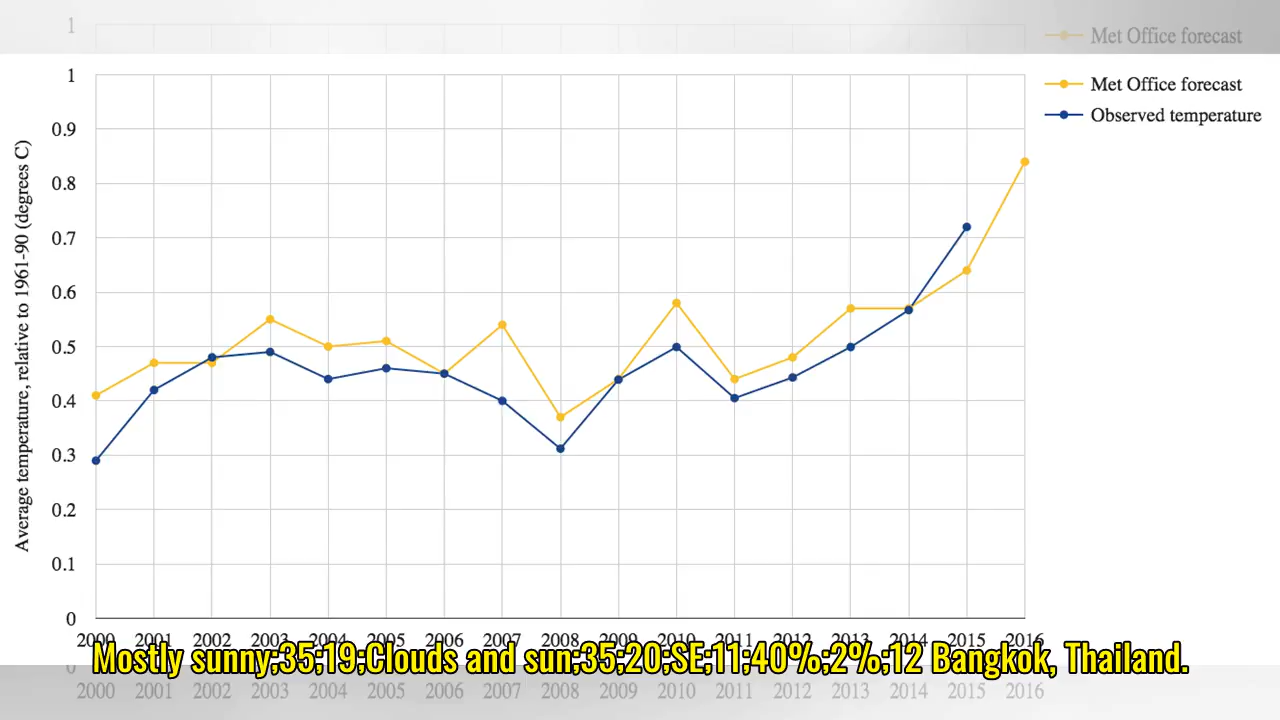 1
Met Office forecast
1
Met Office forecast
0.9
Observed temperature
0.8
0.7
0.6
0.5
0.4
0.3
0.2
0.1
0
Average temperature, relative to 1961-90 (degrees C)
2000 2001 2002 2003 2004 2005 2006 2007 2008 2009 2010 2011 2012 2013 2014 2015 2016
Mostly sunny;35;19;Clouds and sun;35;20;SE;11;40%;2%;12 Bangkok, Thailand.
0
2000 2001 2002 2003 2004 2005 2006 2007 2008 2009 2010 2011 2012 2013 2014 2015 2016